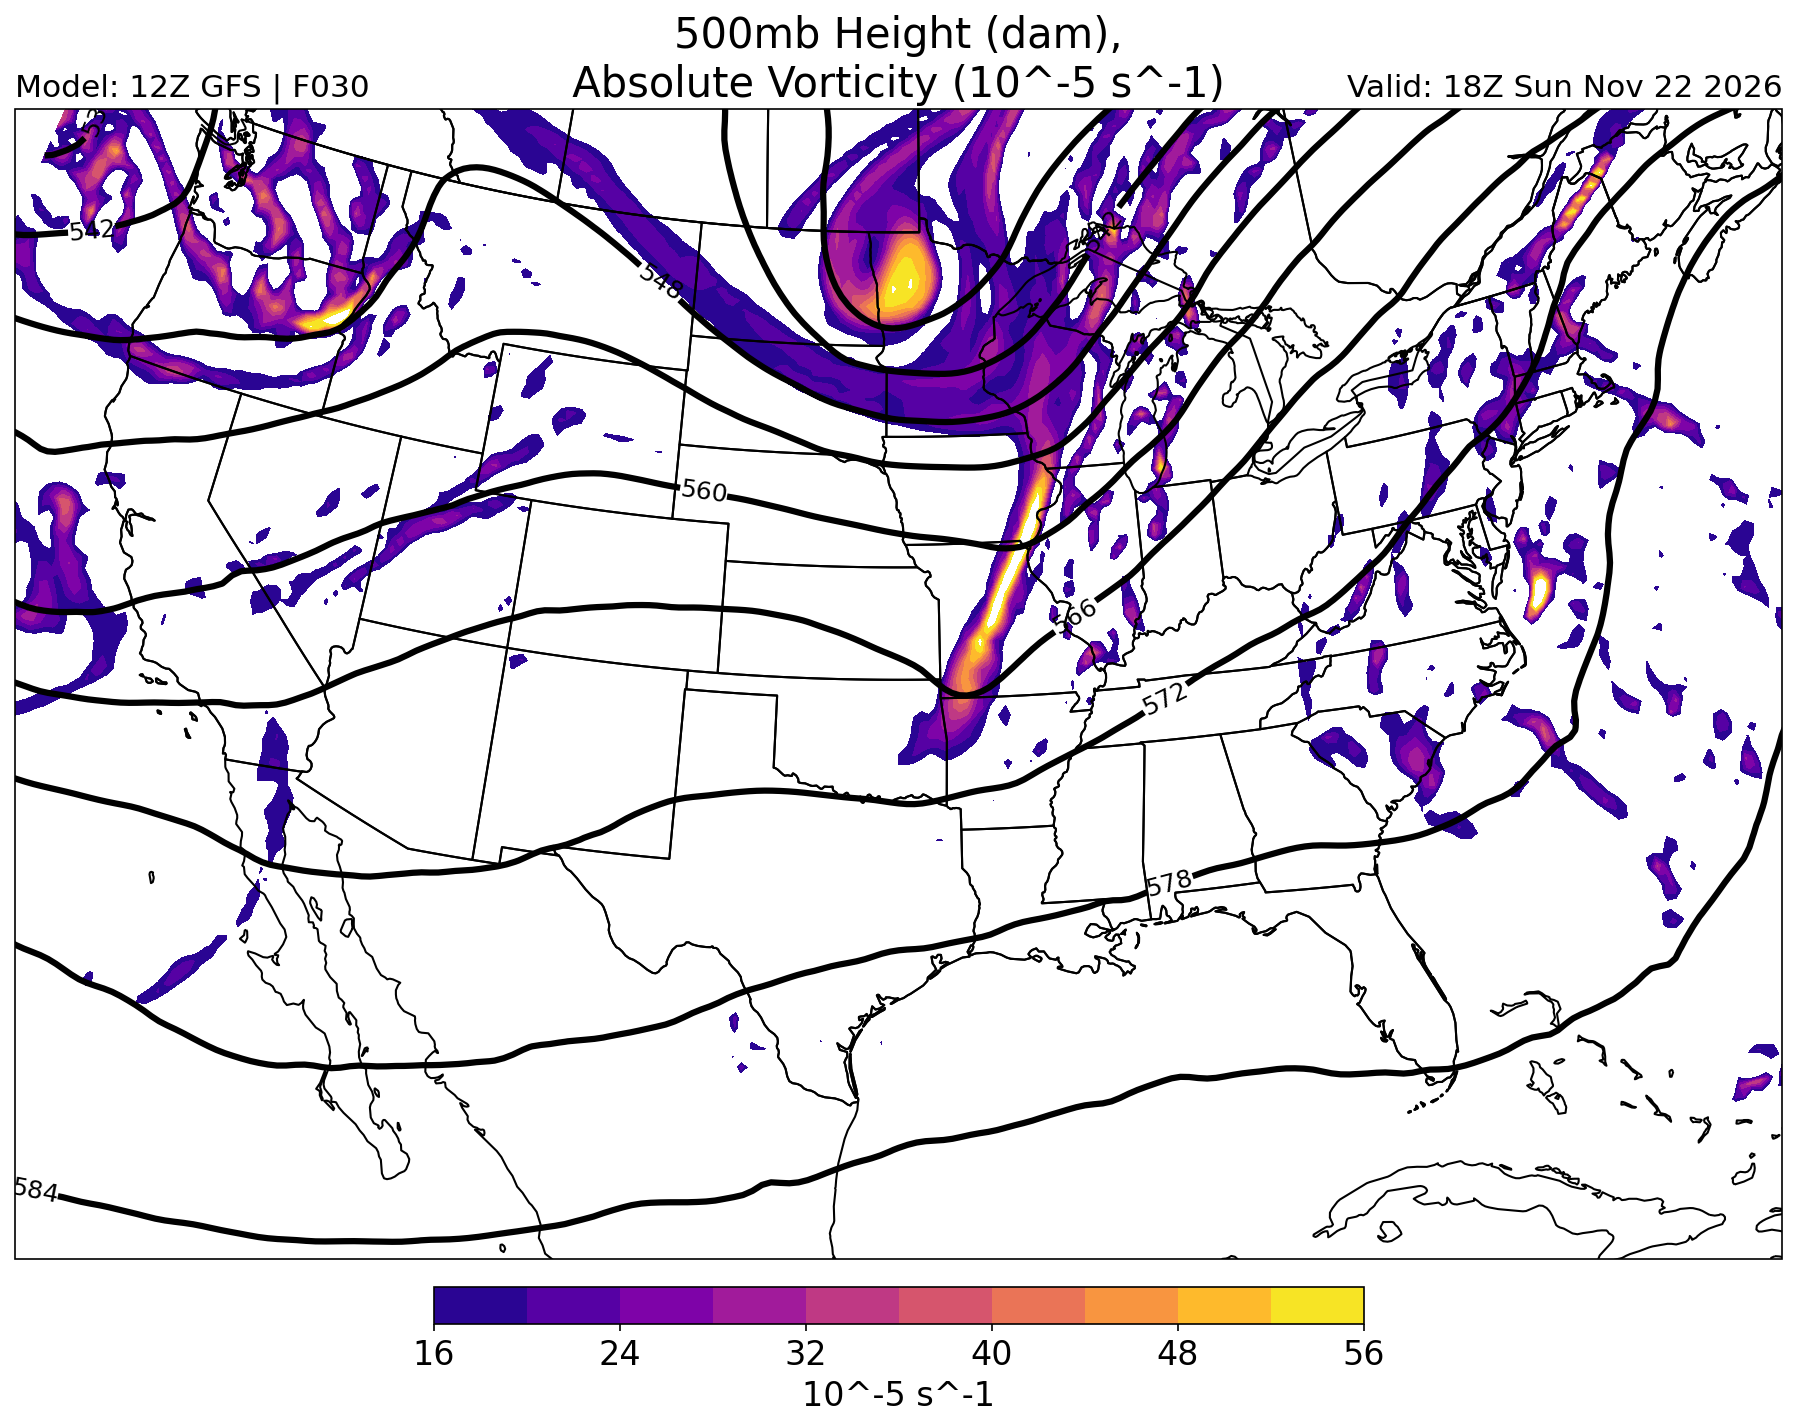 500mb Height (dam),
Model: 12Z GFS | F030
Absolute Vorticity (10^-5 s^-1)
Valid: 18Z Sun Nov 22 2026
542
548
560
566
572
578
584
16
24
32
40
48
56
10^-5 s^-1